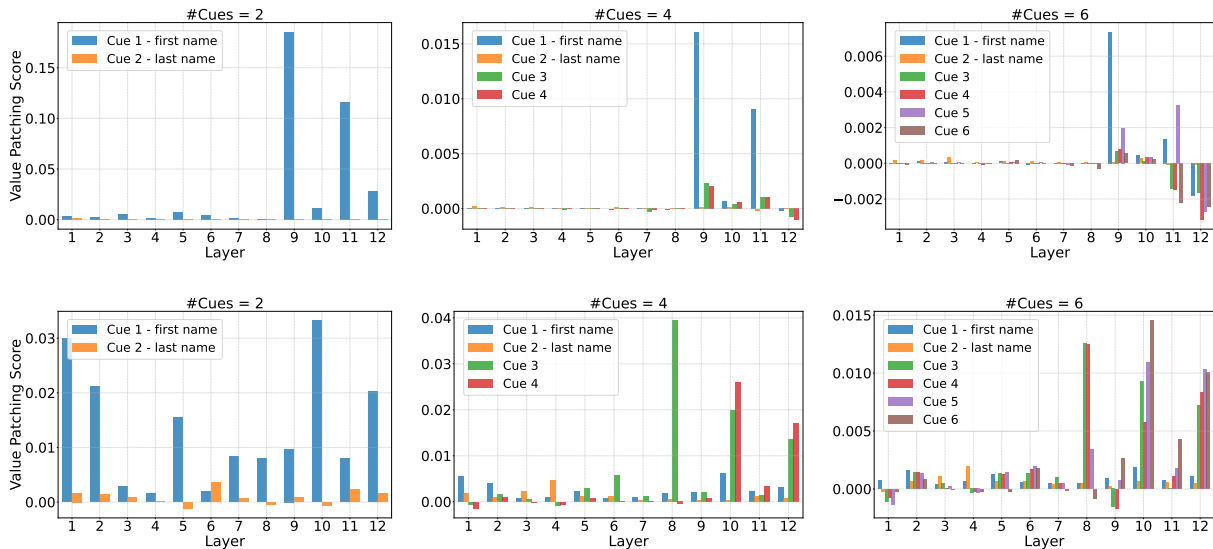 #Cues = 2
Value Patching Score
0.15
0.10
0.05
0.00
Cue 1 - first name
Cue 2 - last name
1 2 3 4 5 6 7 8 9 10 11 12
Layer
#Cues = 4
0.015
0.010
0.005
0.000
Cue 1 - first name
Cue 2 - last name
Cue 3
Cue 4
1 2 3 4 5 6 7 8 9 10 11 12
Layer
#Cues = 6
0.006
0.004
0.002
0.000
−0.002
Cue 1 - first name
Cue 2 - last name
Cue 3
Cue 4
Cue 5
Cue 6
1 2 3 4 5 6 7 8 9 10 11 12
Layer
#Cues = 2
Value Patching Score
0.03
0.02
0.01
0.00
Cue 1 - first name
Cue 2 - last name
1 2 3 4 5 6 7 8 9 10 11 12
Layer
#Cues = 4
0.04
0.03
0.02
0.01
0.00
Cue 1 - first name
Cue 2 - last name
Cue 3
Cue 4
1 2 3 4 5 6 7 8 9 10 11 12
Layer
#Cues = 6
0.015
0.010
0.005
0.000
Cue 1 - first name
Cue 2 - last name
Cue 3
Cue 4
Cue 5
Cue 6
1 2 3 4 5 6 7 8 9 10 11 12
Layer